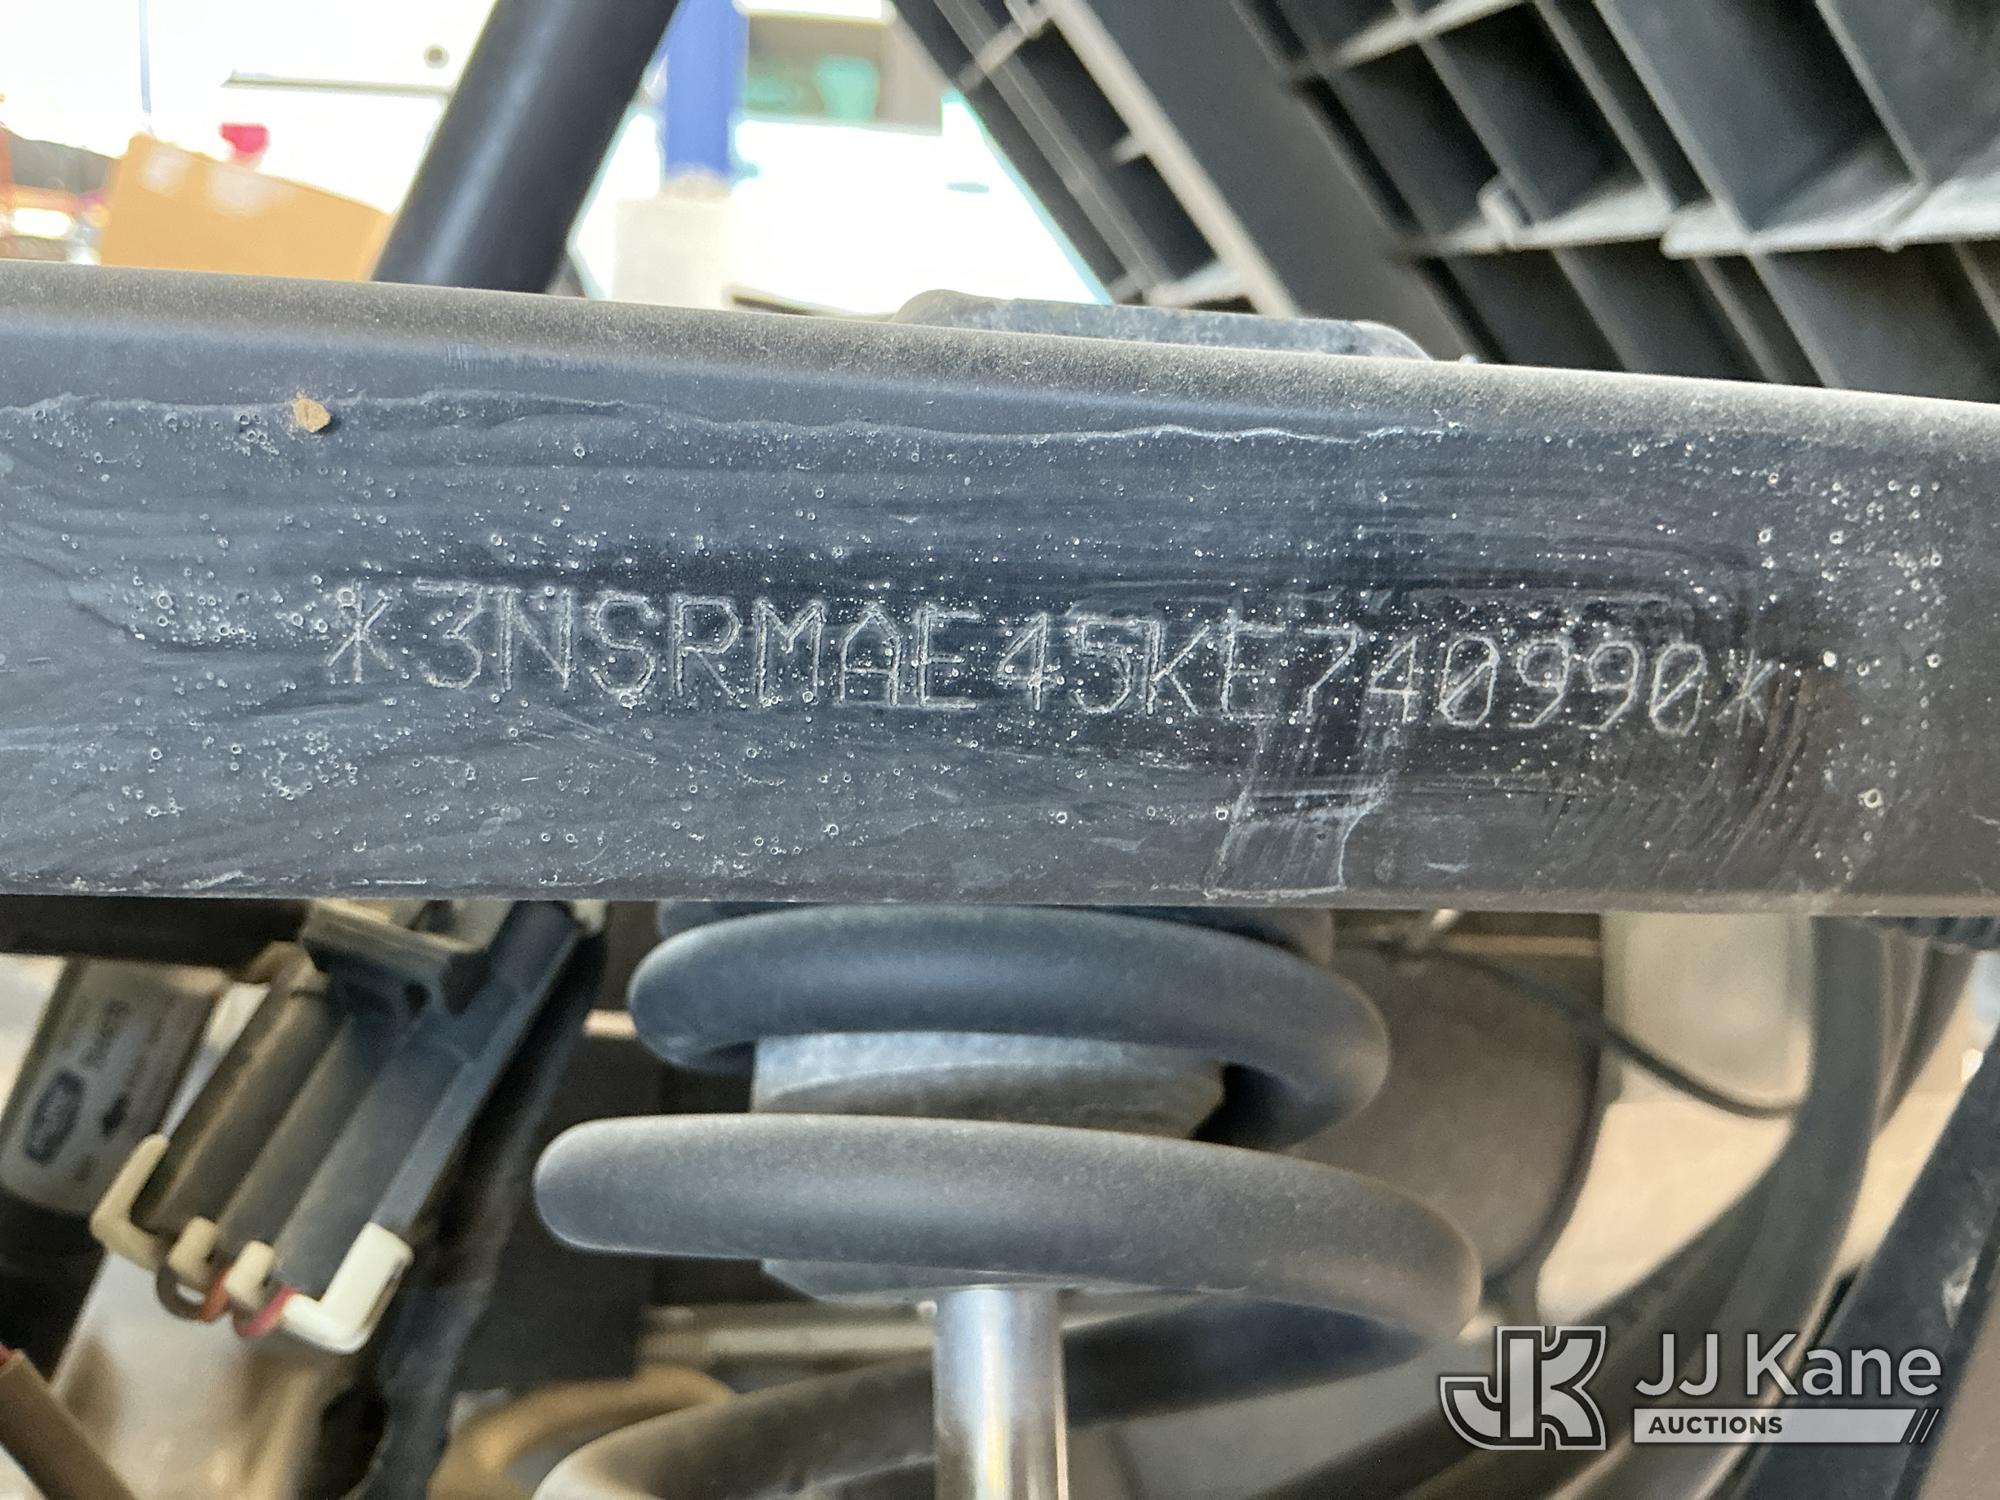 *3NSRMAE45KE740990*
JJ Kane
AUCTIONS